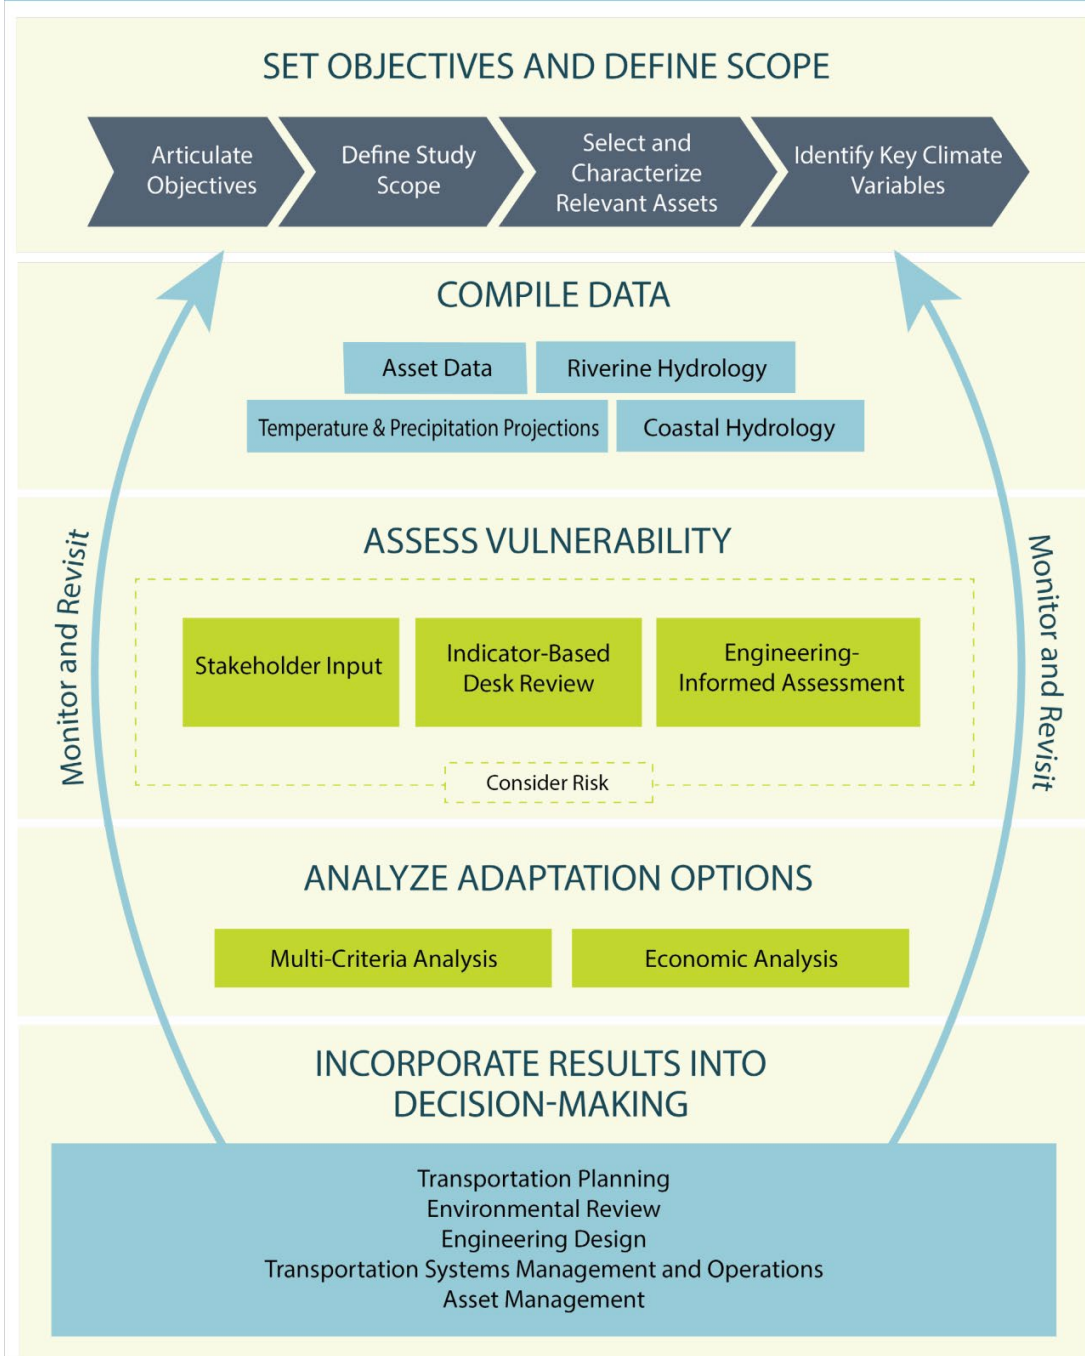 SET OBJECTIVES AND DEFINE SCOPE
Articulate
Objectives
Define Study
Scope
Select and
Characterize
Relevant Assets
Identify Key Climate
Variables
COMPILE DATA
Asset Data
Riverine Hydrology
Temperature & Precipitation Projections
Coastal Hydrology
Monitor and Revisit
ASSESS VULNERABILITY
Stakeholder Input
Indicator-Based
Desk Review
Engineering-
Informed Assessment
Consider Risk
Monitor and Revisit
ANALYZE ADAPTATION OPTIONS
Multi-Criteria Analysis
Economic Analysis
INCORPORATE RESULTS INTO
DECISION-MAKING
Transportation Planning
Environmental Review
Engineering Design
Transportation Systems Management and Operations
Asset Management